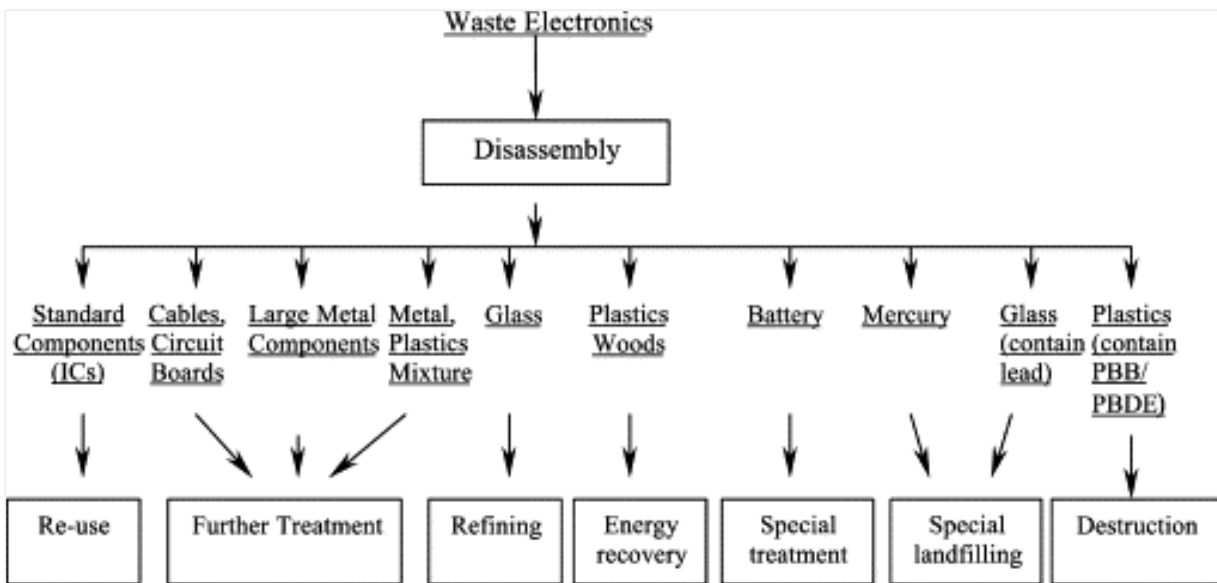 Waste Electronics
Disassembly
Standard
Components
(ICs)
Cables,
Circuit
Boards
Large Metal
Components
Metal,
Plastics
Mixture
Glass
Plastics
Woods
Battery
Mercury
Glass
(contain
lead)
Plastics
(contain
PBB/
PBDE)
Re-use
Further Treatment
Refining
Energy
recovery
Special
treatment
Special
landfilling
Destruction